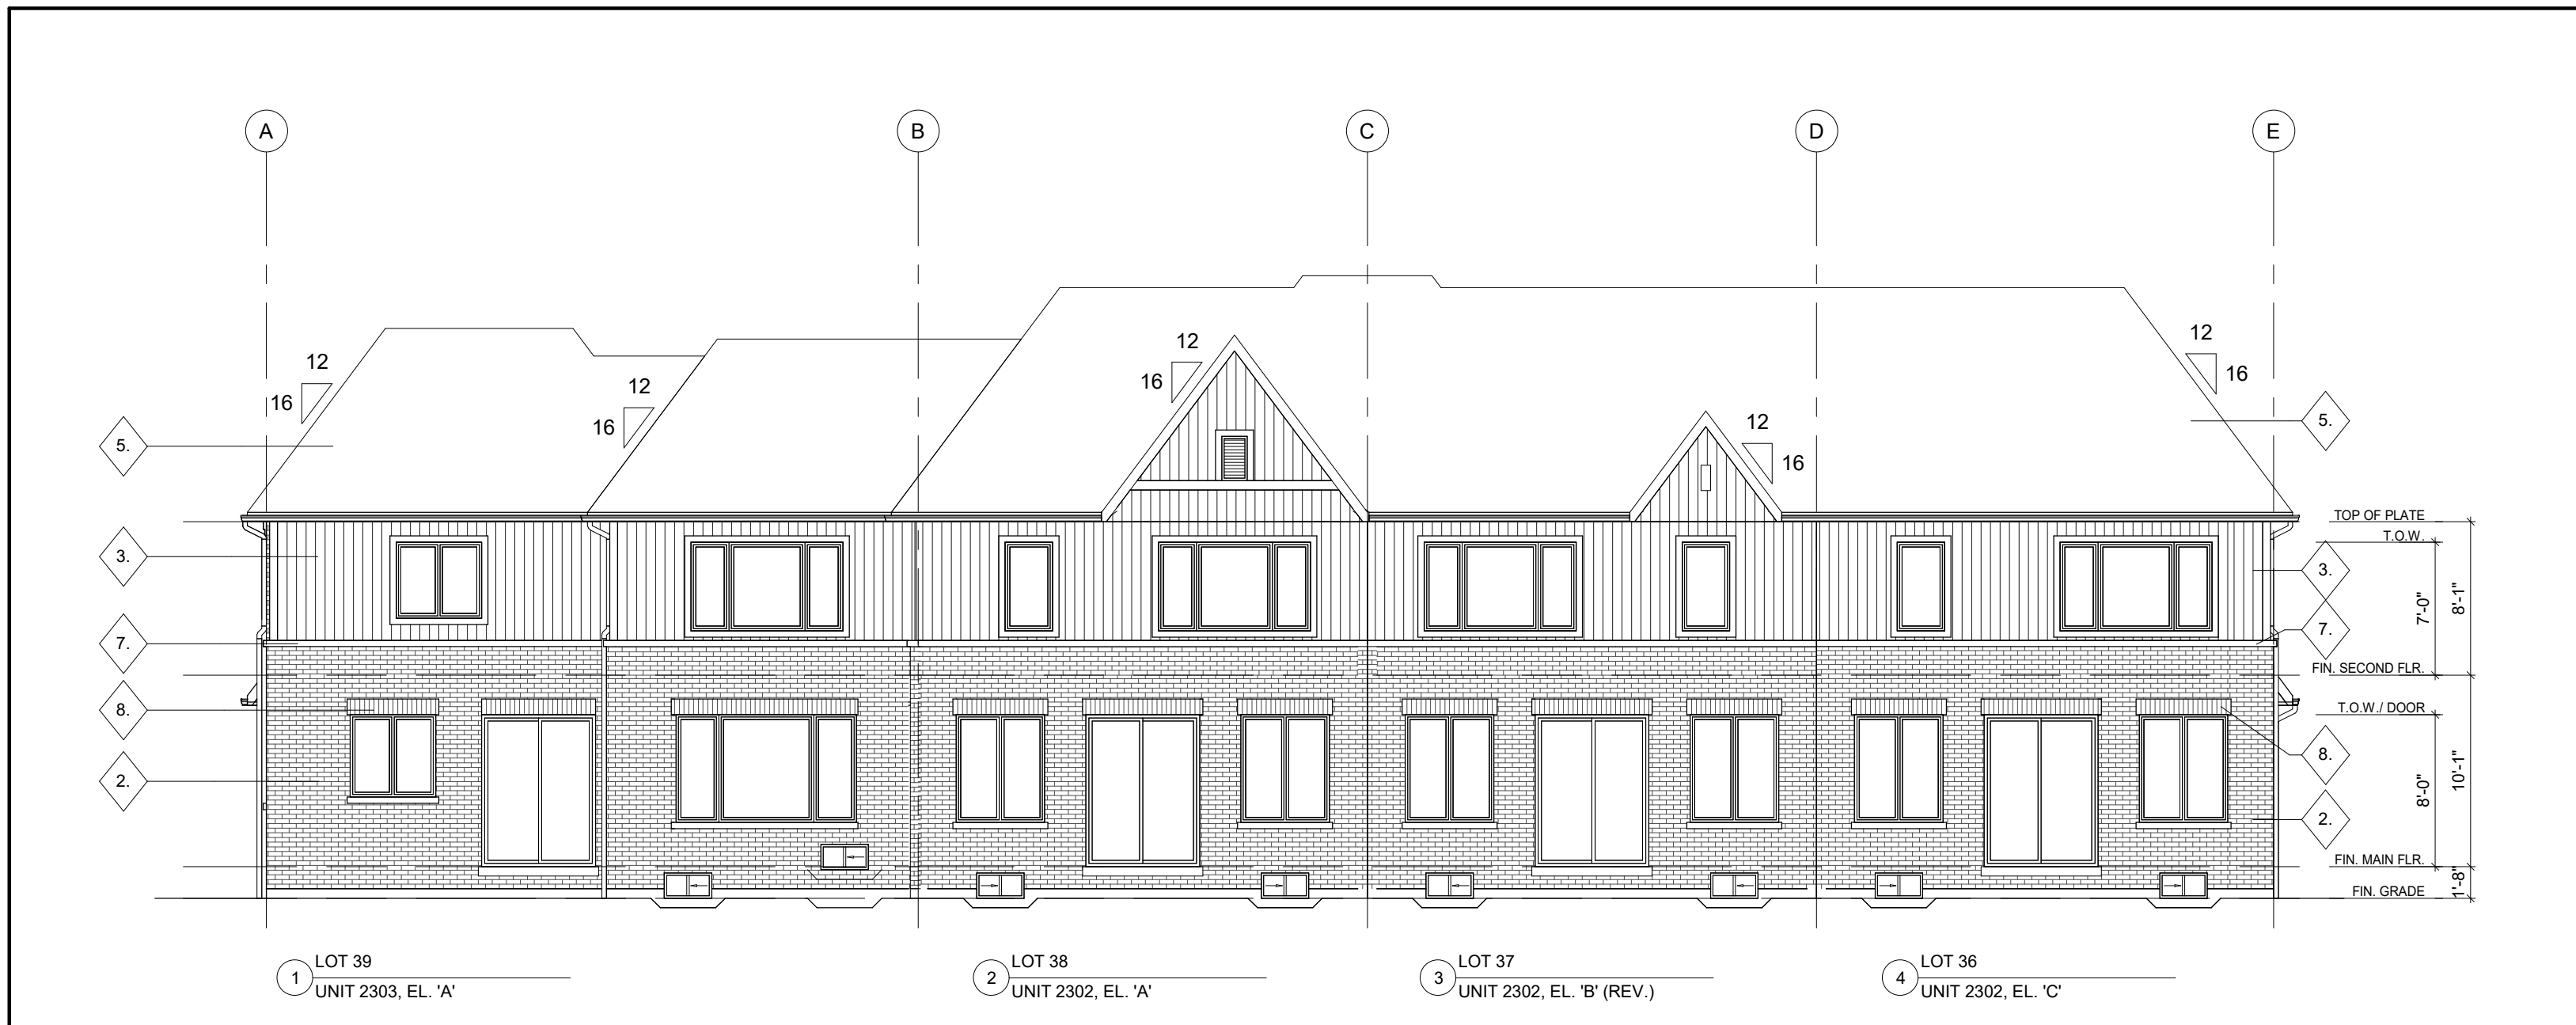 A
B
C
D
E
12
16
12
16
12
16
12
16
12
16
5.
5.
3.
3.
7.
7.
8.
8.
2.
2.
TOP OF PLATE
T.O.W.
7'-0"
8'-1"
FIN. SECOND FLR.
T.O.W./ DOOR
8'-0"
10'-1"
FIN. MAIN FLR.
FIN. GRADE
1'-8"
1
LOT 39
UNIT 2303, EL. 'A'
2
LOT 38
UNIT 2302, EL. 'A'
3
LOT 37
UNIT 2302, EL. 'B' (REV.)
4
LOT 36
UNIT 2302, EL. 'C'